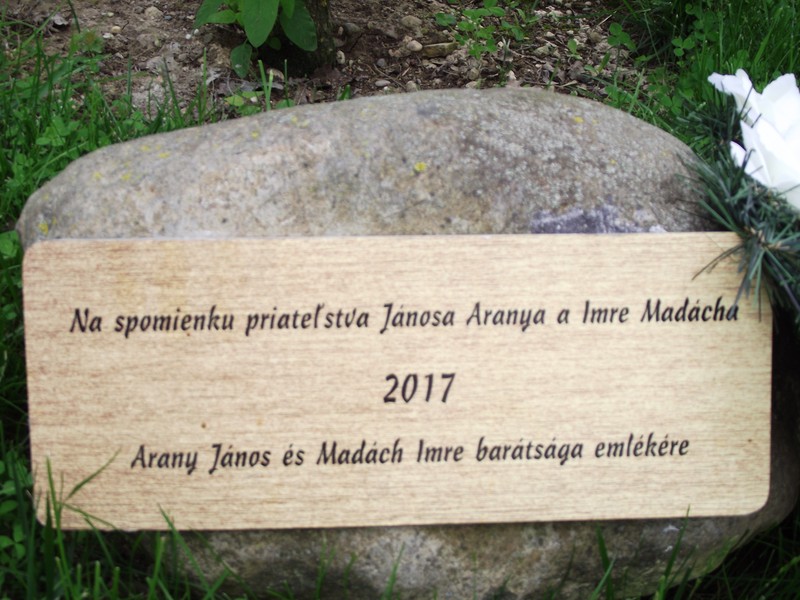 Na spomienku priateľstva Jánosa Aranya a Imre Madácha
2017
Arany János és Madách Imre barátsága emlékére